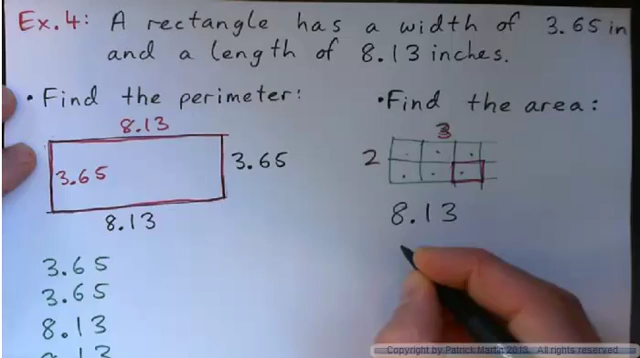 Ex.4: A rectangle has a width of 3.65 in
and a length of 8.13 inches.
• Find the perimeter:
8.13
3.65
3.65
8.13
3.65
3.65
8.13
8.13
• Find the area:
3
2
8.13
Copyright by Patrick Martin 2013. All rights reserved